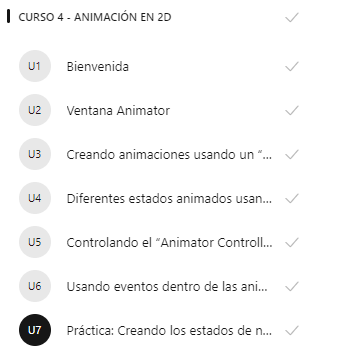 CURSO 4 - ANIMACIÓN EN 2D
U1 Bienvenida
U2 Ventana Animator
U3 Creando animaciones usando un “...
U4 Diferentes estados animados usan...
U5 Controlando el “Animator Controll...
U6 Usando eventos dentro de las ani...
U7 Práctica: Creando los estados de n...